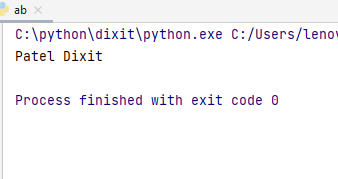 ab
C:\python\dixit\python.exe C:/Users/lenov
Patel Dixit
Process finished with exit code 0